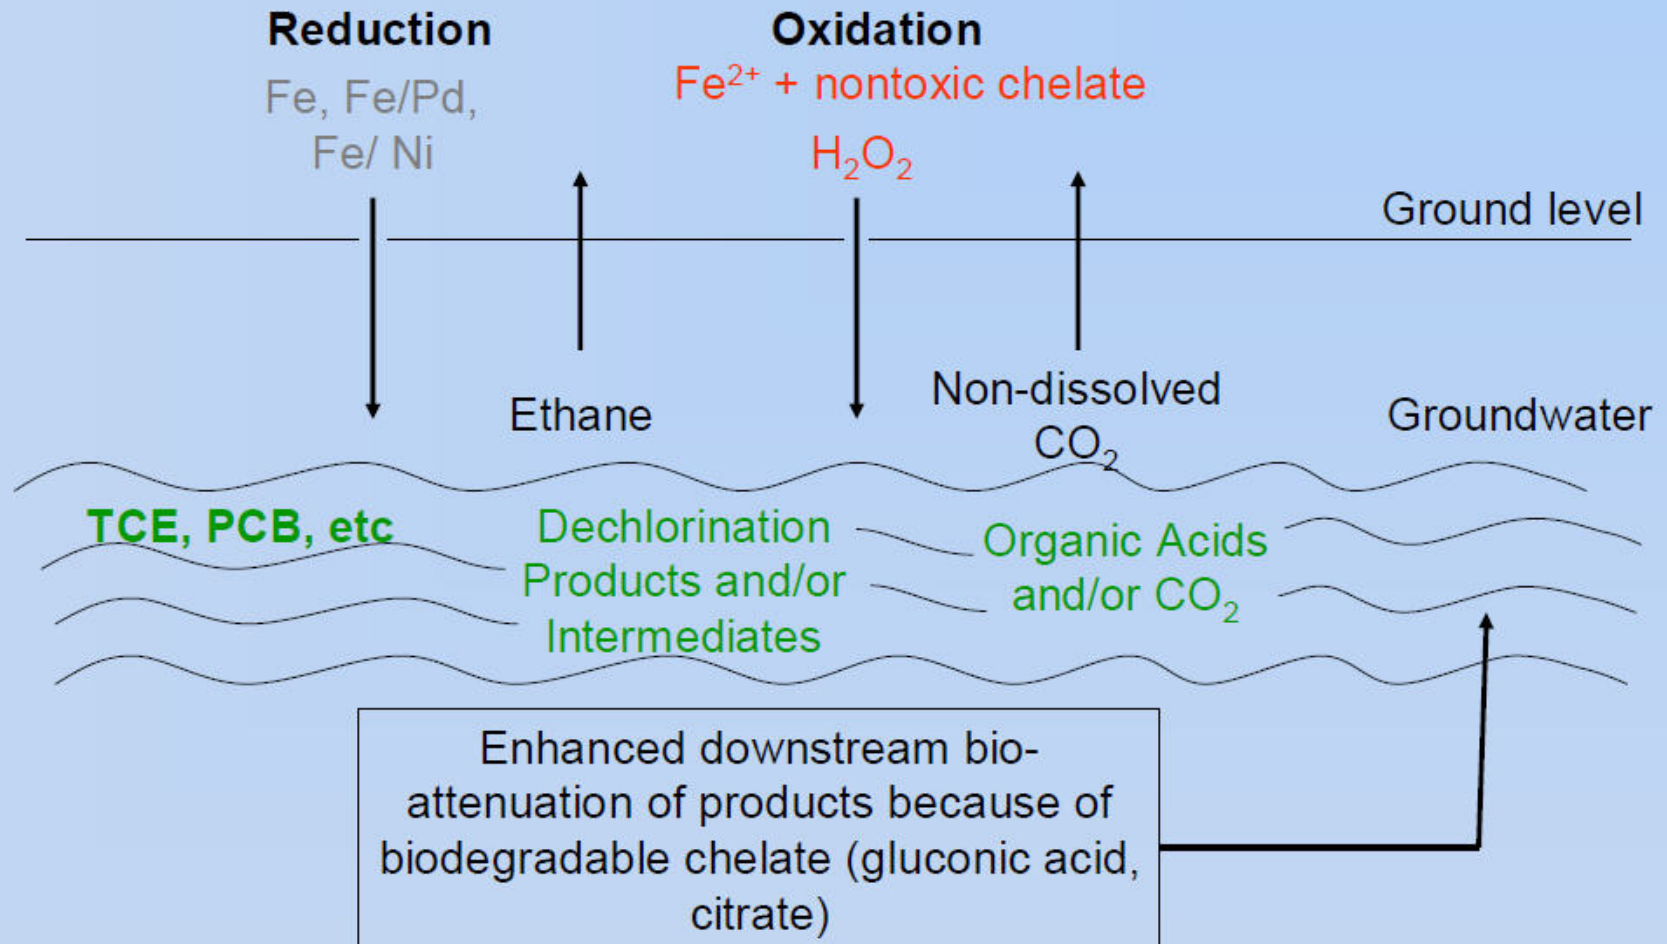 Reduction
Fe, Fe/Pd,
Fe/ Ni
Oxidation
Fe²⁺ + nontoxic chelate
H₂O₂
Ground level
Ethane
Non-dissolved
CO₂
Groundwater
TCE, PCB, etc
Dechlorination
Products and/or
Intermediates
Organic Acids
and/or CO₂
Enhanced downstream bio-
attenuation of products because of
biodegradable chelate (gluconic acid,
citrate)